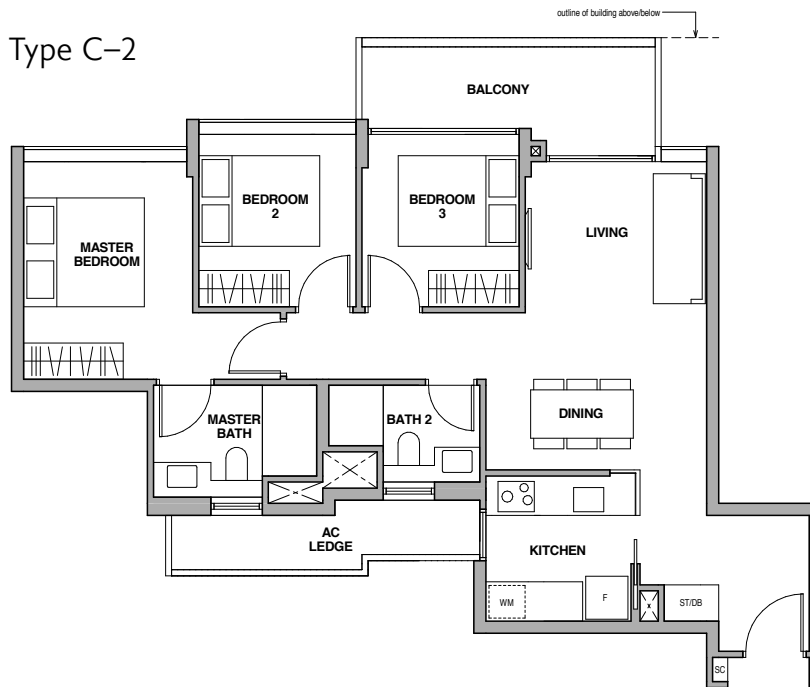 outline of building above/below
Type C–2
BALCONY
BEDROOM
2
BEDROOM
3
LIVING
MASTER
BEDROOM
MASTER
BATH
BATH 2
DINING
AC
LEDGE
KITCHEN
WM
F
ST/DB
SC